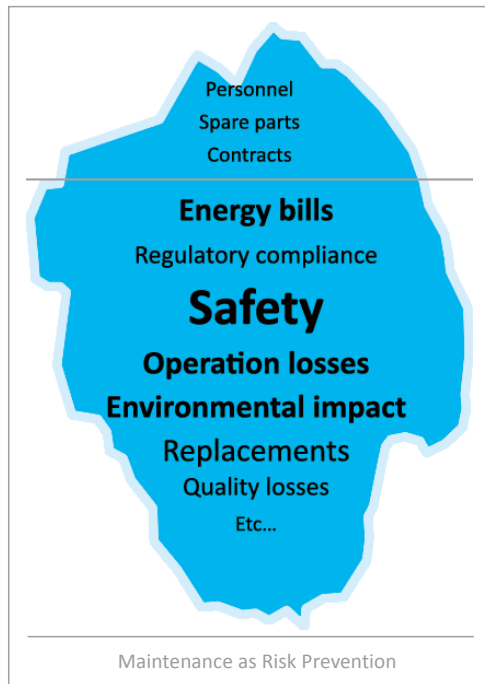 Personnel
Spare parts
Contracts
Energy bills
Regulatory compliance
Safety
Operation losses
Environmental impact
Replacements
Quality losses
Etc...
Maintenance as Risk Prevention